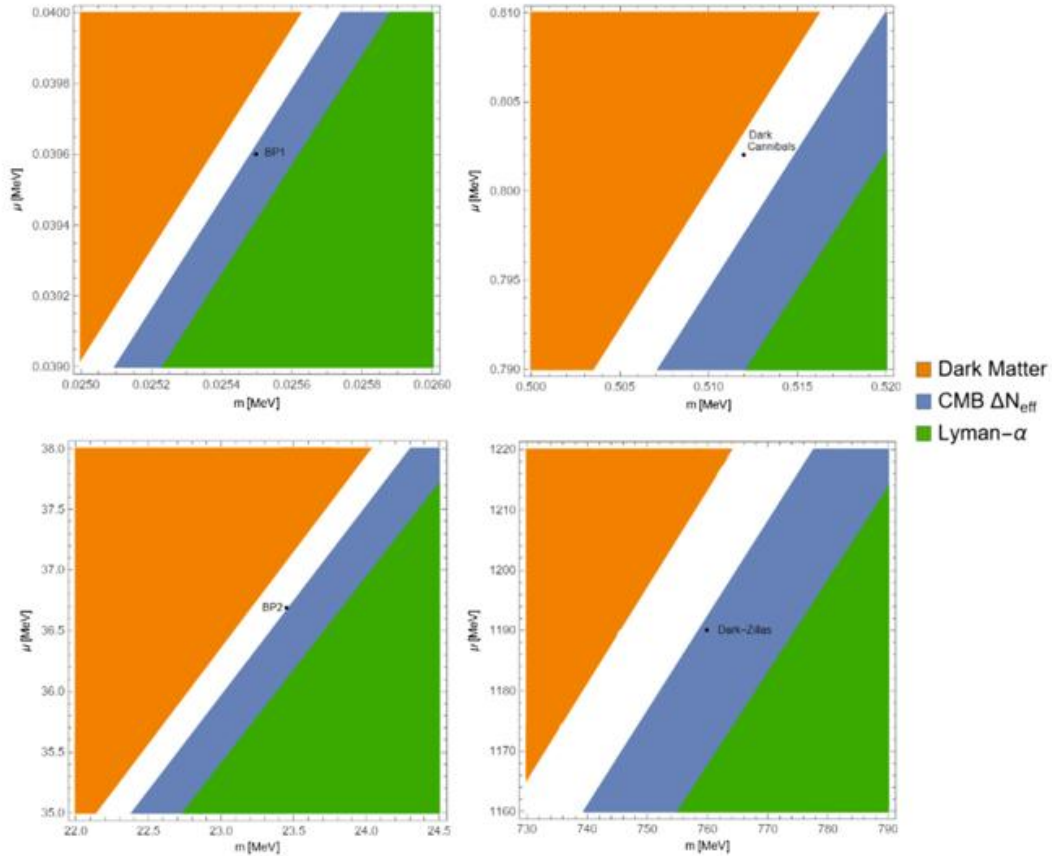 0.0400
0.0398
0.0396
0.0394
0.0392
0.0390
μ [MeV]
BP1
0.0250 0.0252 0.0254 0.0256 0.0258 0.0260
m [MeV]
0.810
0.805
0.800
0.795
0.790
μ [MeV]
Dark
Cannibals
0.500 0.505 0.510 0.515 0.520
m [MeV]
Dark Matter
CMB ΔN_eff
Lyman-α
38.0
37.5
37.0
36.5
36.0
35.5
35.0
μ [MeV]
BP2
22.0 22.5 23.0 23.5 24.0 24.5
m [MeV]
1220
1210
1200
1190
1180
1170
1160
μ [MeV]
Dark-Zillas
730 740 750 760 770 780 790
m [MeV]